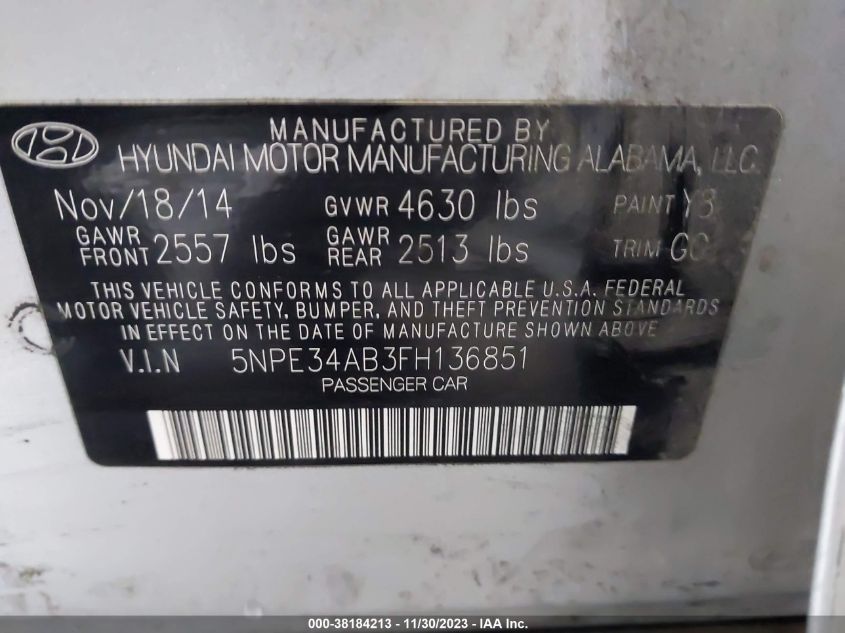 MANUFACTURED BY
HYUNDAI MOTOR MANUFACTURING ALABAMA, LLC.
Nov/18/14 GVWR 4630 lbs PAINT Y3
GAWR FRONT 2557 lbs GAWR REAR 2513 lbs TRIM
THIS VEHICLE CONFORMS TO ALL APPLICABLE U.S.A. FEDERAL
MOTOR VEHICLE SAFETY, BUMPER, AND THEFT PREVENTION STANDARDS
IN EFFECT ON THE DATE OF MANUFACTURE SHOWN ABOVE
V.I.N 5NPE34AB3FH136851
PASSENGER CAR
000-38184213 - 11/30/2023 - IAA Inc.